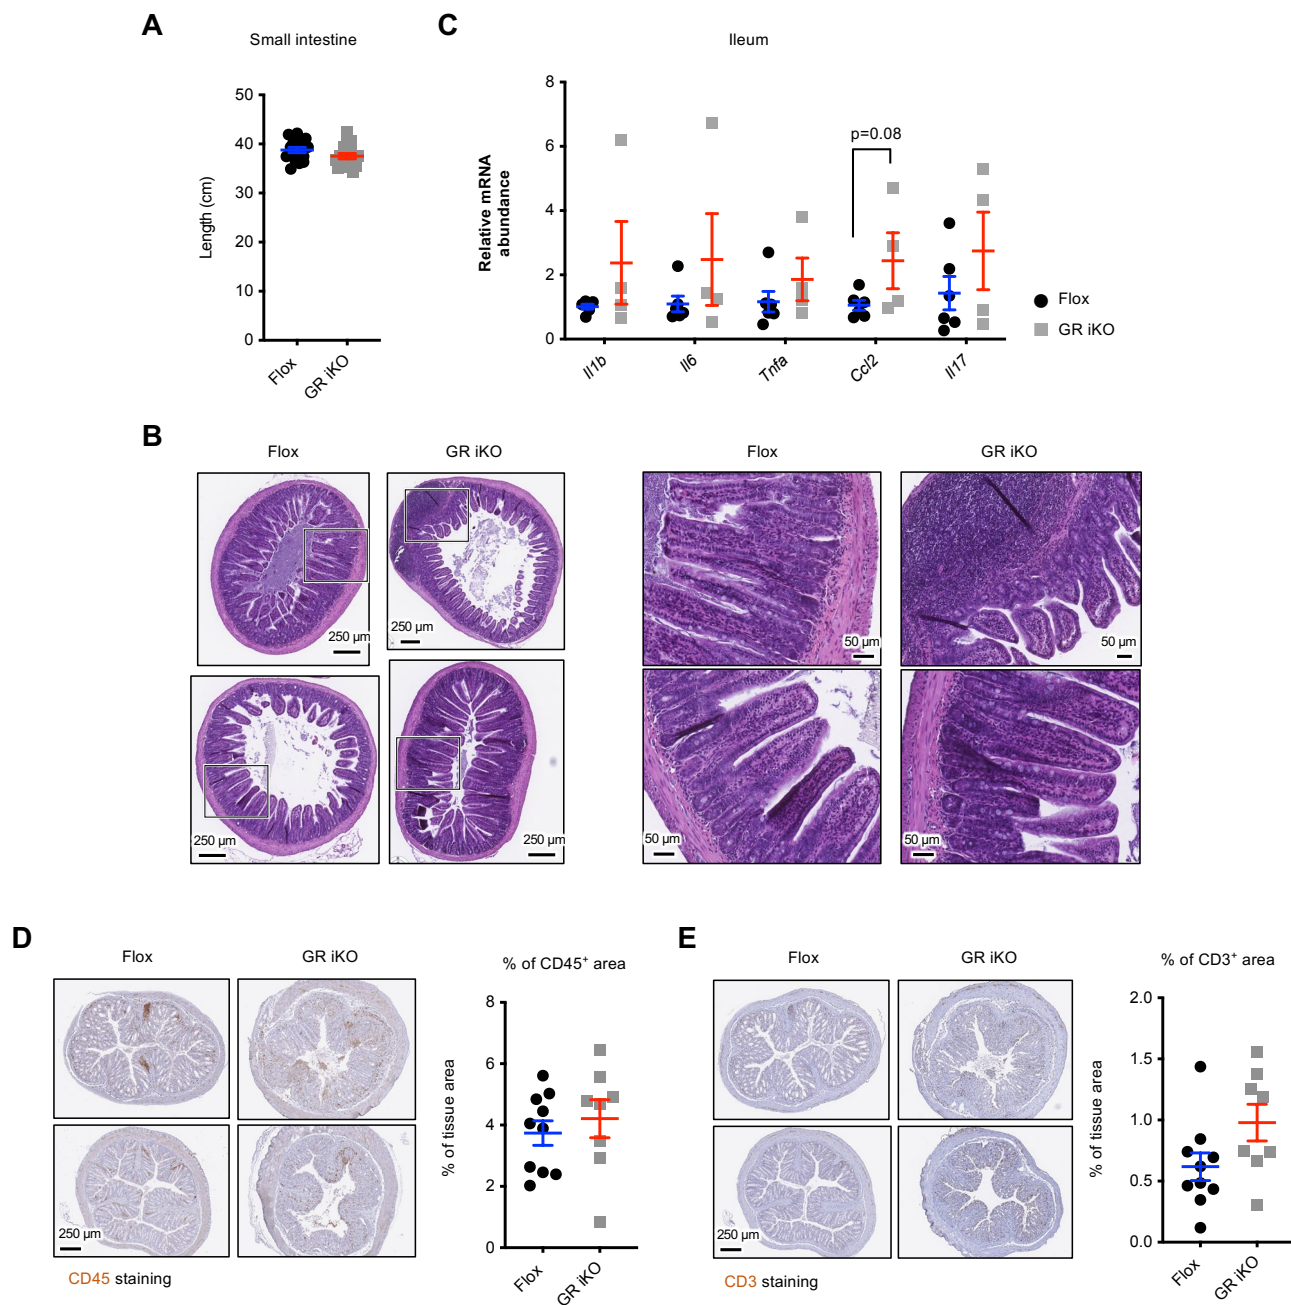 A
Small intestine
50
40
30
20
10
0
Length (cm)
Flox
GR iKO
C
Ileum
8
6
4
2
0
Relative mRNA
abundance
p=0.08
Il1b
Il6
Tnfa
Ccl2
Il17
Flox
GR iKO
B
Flox
GR iKO
Flox
GR iKO
250 µm
250 µm
50 µm
50 µm
250 µm
250 µm
50 µm
50 µm
D
Flox
GR iKO
250 µm
CD45 staining
% of CD45⁺ area
8
6
4
2
0
% of tissue area
Flox
GR iKO
E
Flox
GR iKO
250 µm
CD3 staining
% of CD3⁺ area
2.0
1.5
1.0
0.5
0.0
% of tissue area
Flox
GR iKO